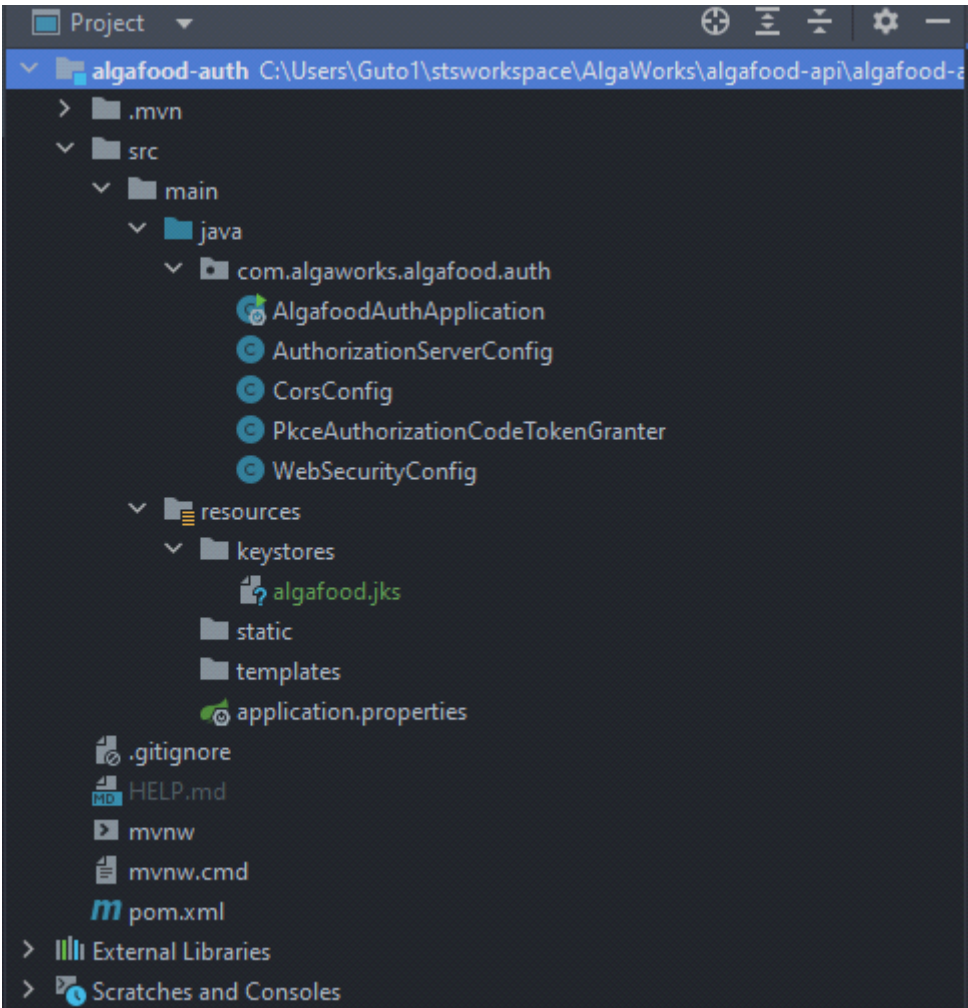 Project
algafood-auth C:\Users\Guto1\stsworkspace\AlgaWorks\algafood-api\algafood-a
.mvn
src
main
java
com.algaworks.algafood.auth
AlgafoodAuthApplication
C AuthorizationServerConfig
C CorsConfig
C PkceAuthorizationCodeTokenGranter
C WebSecurityConfig
resources
keystores
algafood.jks
static
templates
application.properties
.gitignore
MD HELP.md
mvnw
mvnw.cmd
m pom.xml
External Libraries
Scratches and Consoles